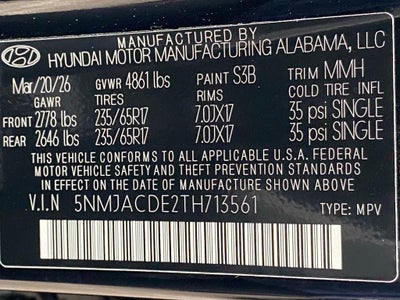 MANUFACTURED BY
HYUNDAI MOTOR MANUFACTURING ALABAMA, LLC
Mar/20/26 GVWR 4861 lbs PAINT S3B TRIM MMH
GAWR TIRES RIMS COLD TIRE INFL
FRONT 2778 lbs 235/65R17 7.0JX17 35 psi SINGLE
REAR 2646 lbs 235/65R17 7.0JX17 35 psi SINGLE
THIS VEHICLE CONFORMS TO ALL APPLICABLE U.S.A. FEDERAL
MOTOR VEHICLE SAFETY AND THEFT PREVENTION STANDARDS
IN EFFECT ON THE DATE OF MANUFACTURE SHOWN ABOVE.
V.I.N 5NMJACDE2TH713561 TYPE: MPV